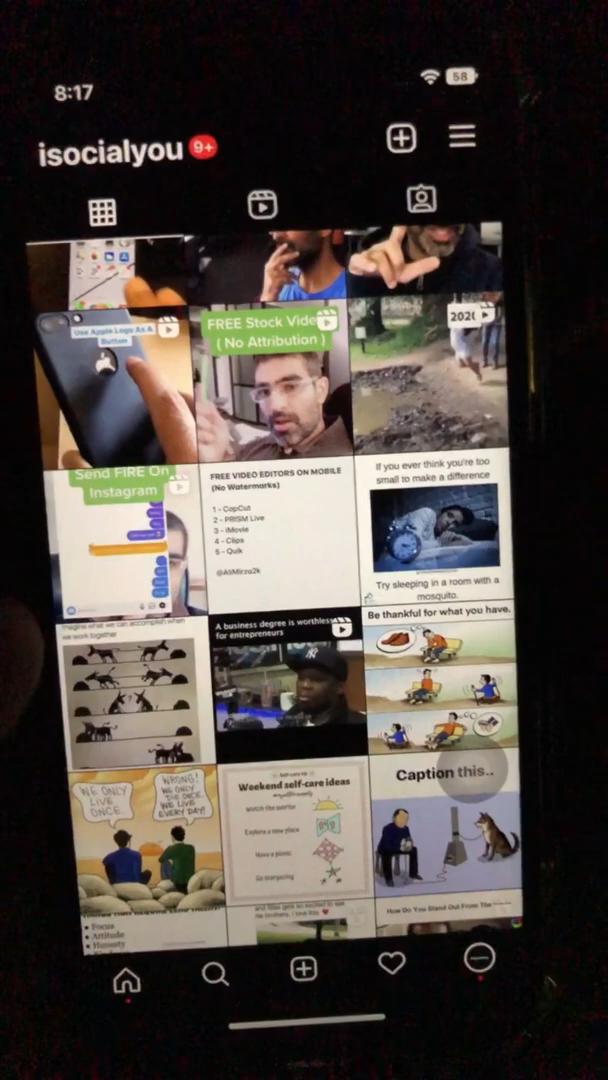 8:17
58
isocialyou 9+
Use Apple Logo As A
Button
FREE Stock Vide
( No Attribution )
202
Send FIRE On
Instagram
FREE VIDEO EDITORS ON MOBILE
(No Watermarks)
1 - CapCut
2 - PRISM Live
3 - iMovie
4 - Clips
5 - Quik
@AliMirza2k
If you ever think you're too
small to make a difference
Try sleeping in a room with a
mosquito.
Imagine what we can accomplish when
we work together
A business degree is worthless
for entrepreneurs
Be thankful for what you have.
WE ONLY
LIVE
ONCE.
WRONG!
WE ONLY
DIE ONCE.
WE LIVE
EVERY DAY!
Weekend self-care ideas
Watch the sunrise
Explore a new place
Have a picnic
Go stargazing
Caption this..
• Focus
• Attitude
• Honesty
How Do You Stand Out From The